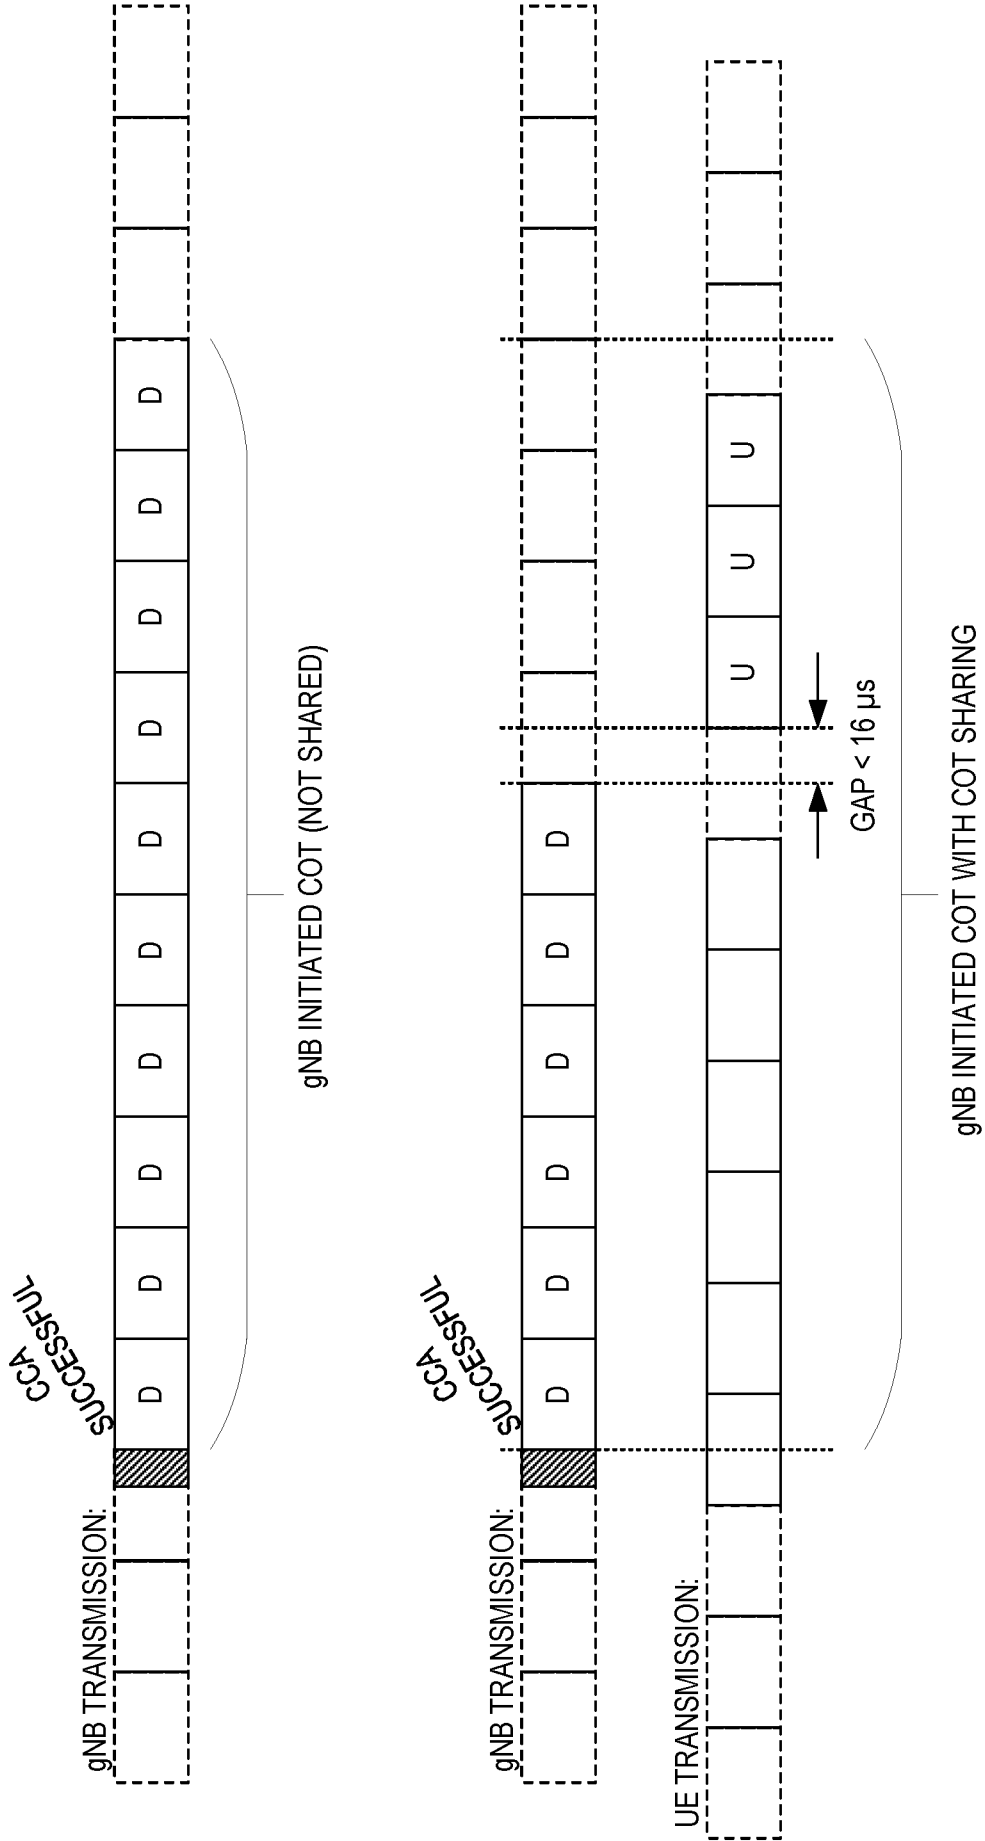 gNB TRANSMISSION:
CCA
SUCCESSFUL
D D D D D D D D D D
gNB INITIATED COT (NOT SHARED)
gNB TRANSMISSION:
CCA
SUCCESSFUL
D D D D D D
UE TRANSMISSION:
U U U
GAP < 16 µs
gNB INITIATED COT WITH COT SHARING